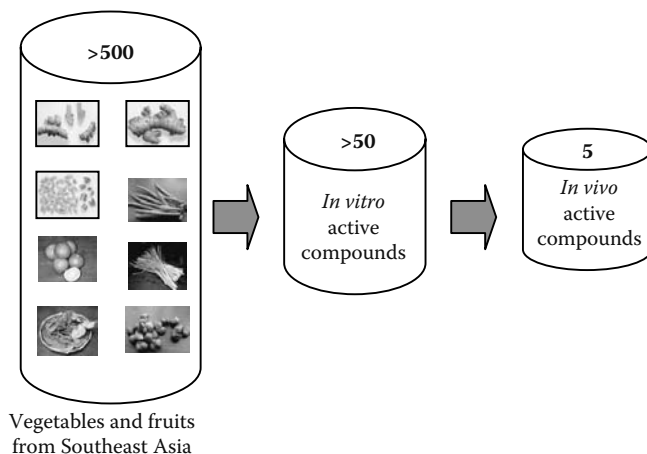 >500
Vegetables and fruits
from Southeast Asia
>50
In vitro
active
compounds
5
In vivo
active
compounds